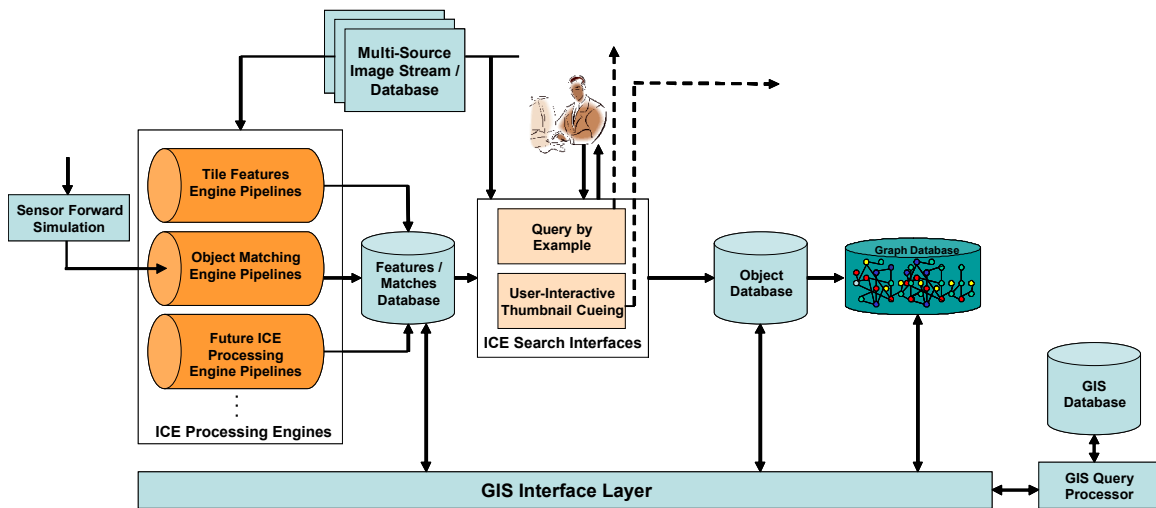 Multi-Source
Image Stream /
Database
Tile Features
Engine Pipelines
Sensor Forward
Simulation
Object Matching
Engine Pipelines
Future ICE
Processing
Engine Pipelines
ICE Processing Engines
Features /
Matches
Database
Query by
Example
User-Interactive
Thumbnail Cueing
ICE Search Interfaces
Object
Database
Graph Database
GIS
Database
GIS Query
Processor
GIS Interface Layer